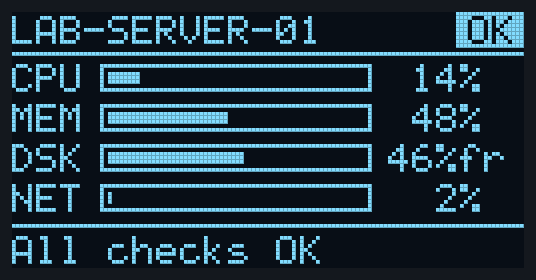 LAB-SERVER-01 OK
CPU 14%
MEM 48%
DSK 46%fr
NET 2%
All checks OK